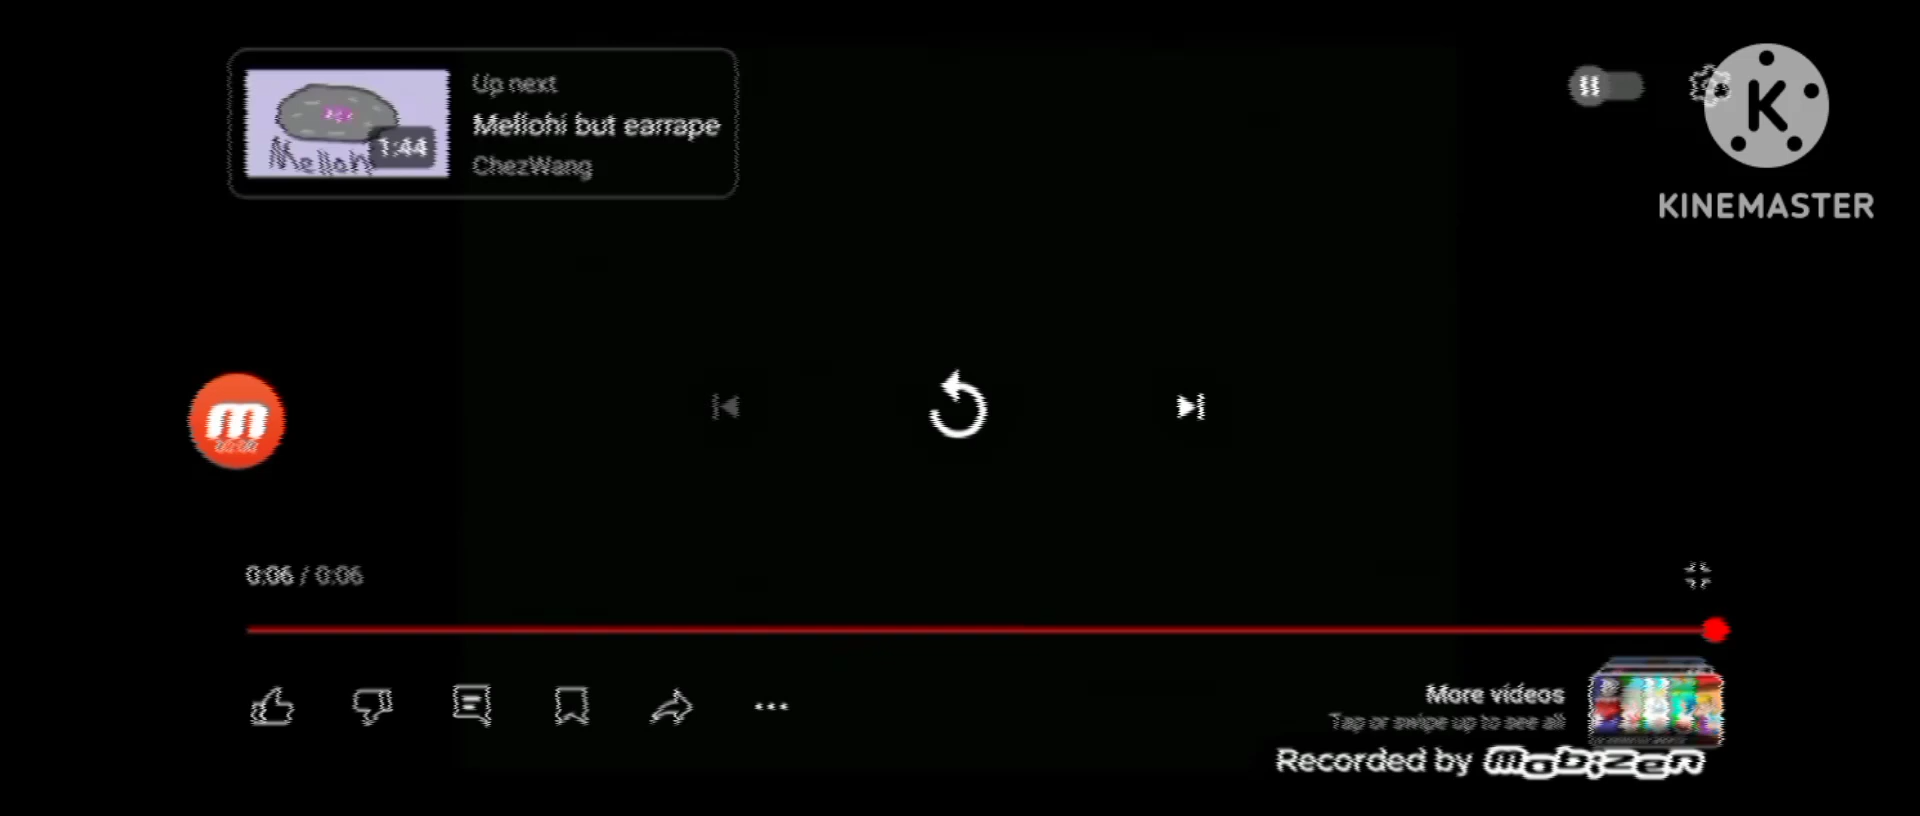 Up next
Mellohi but earrape
ChezWang
Melloh
1:44
K
KINEMASTER
m
0:06 / 0:06
More videos
Tap or swipe up to see all
Recorded by mobizen